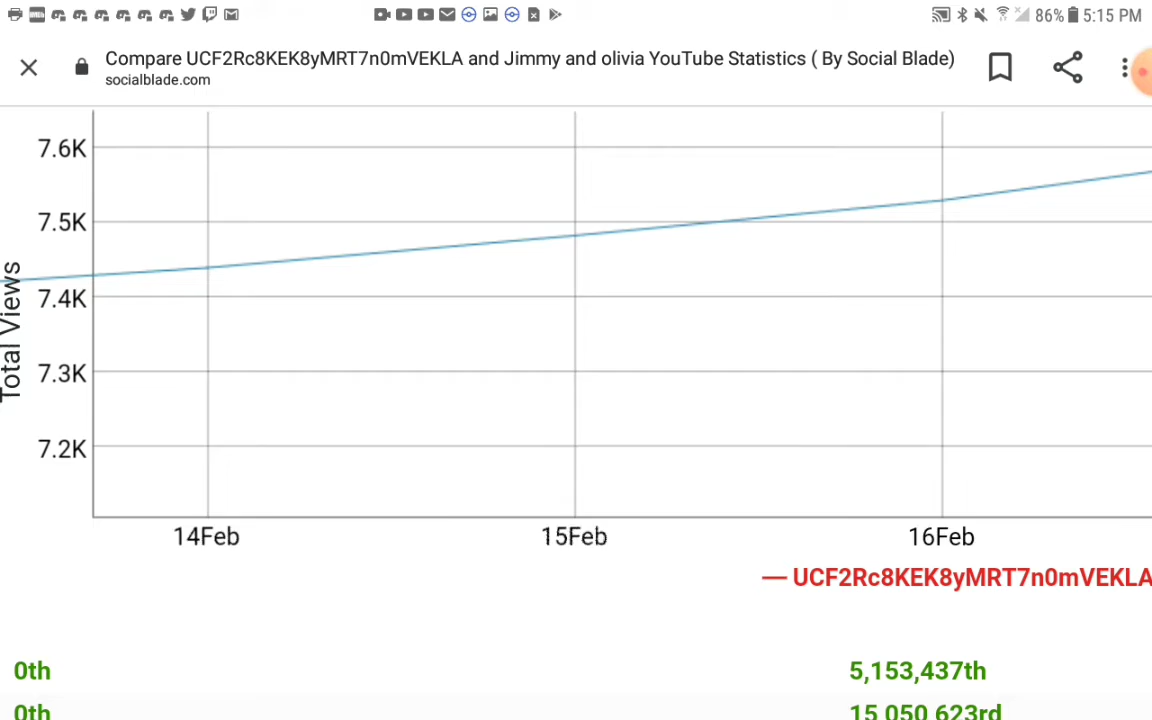 86% 5:15 PM
Compare UCF2Rc8KEK8yMRT7n0mVEKLA and Jimmy and olivia YouTube Statistics ( By Social Blade)
socialblade.com
7.6K
7.5K
7.4K
7.3K
7.2K
Total Views
14Feb 15Feb 16Feb
— UCF2Rc8KEK8yMRT7n0mVEKLA
0th 5,153,437th
0th 15,050,623rd